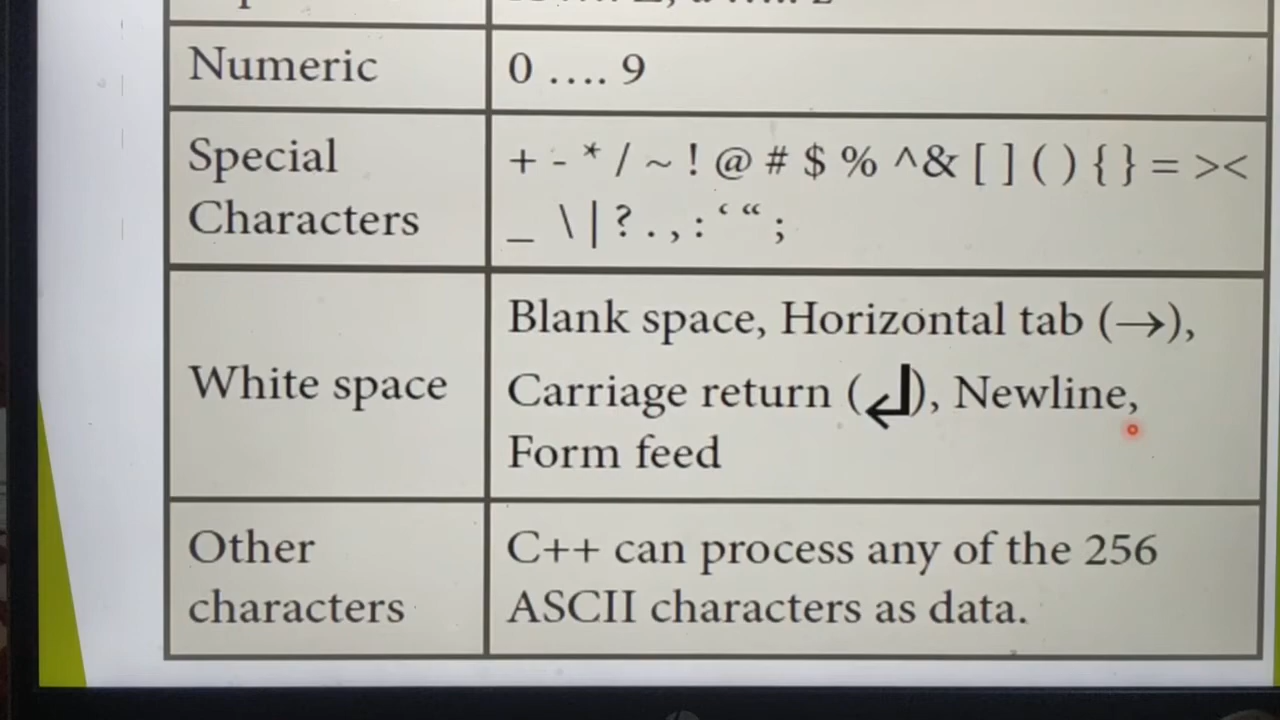 Numeric
0 .... 9
Special
Characters
+ - * / ~ ! @ # $ % ^& [ ] ( ) { } = ><
_ \ | ? . , : ‘ “ ;
White space
Blank space, Horizontal tab (→),
Carriage return (↲), Newline,
Form feed
Other
characters
C++ can process any of the 256
ASCII characters as data.